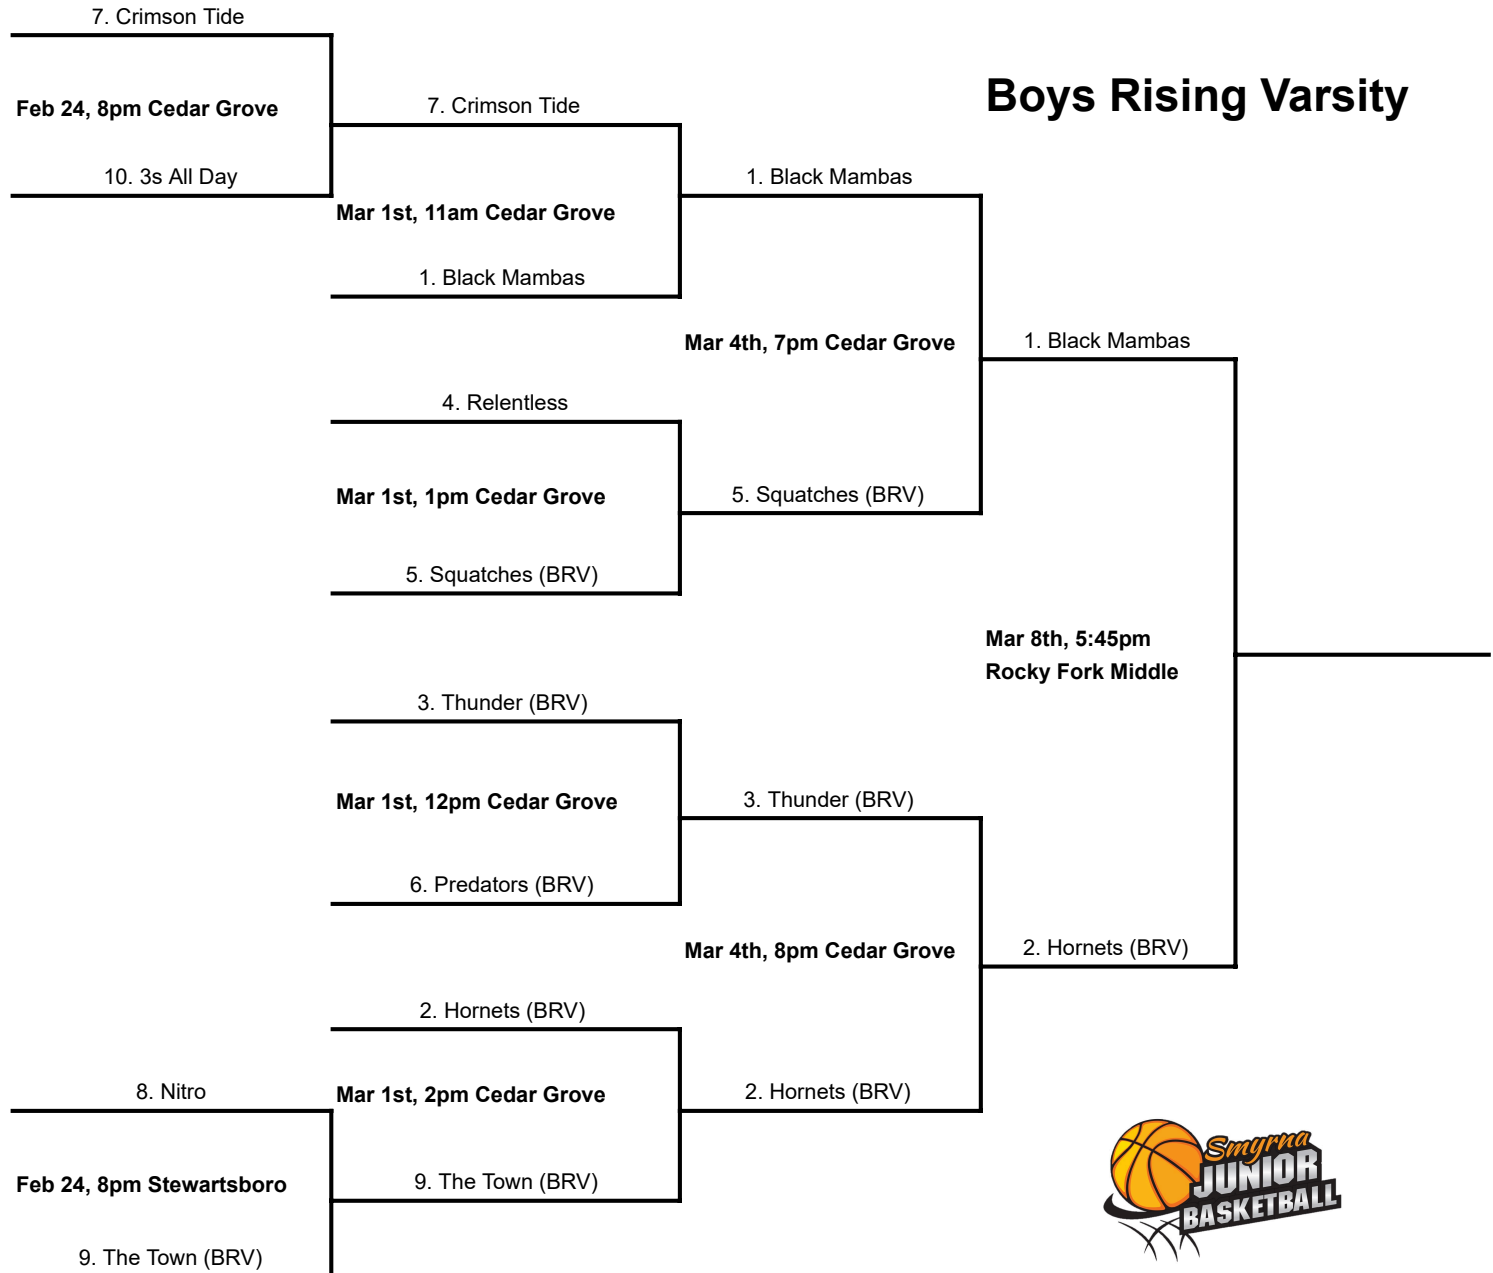 7. Crimson Tide
Boys Rising Varsity
Feb 24, 8pm Cedar Grove
7. Crimson Tide
10. 3s All Day
1. Black Mambas
Mar 1st, 11am Cedar Grove
1. Black Mambas
Mar 4th, 7pm Cedar Grove
1. Black Mambas
4. Relentless
Mar 1st, 1pm Cedar Grove
5. Squatches (BRV)
5. Squatches (BRV)
Mar 8th, 5:45pm
Rocky Fork Middle
3. Thunder (BRV)
Mar 1st, 12pm Cedar Grove
3. Thunder (BRV)
6. Predators (BRV)
Mar 4th, 8pm Cedar Grove
2. Hornets (BRV)
2. Hornets (BRV)
8. Nitro
Mar 1st, 2pm Cedar Grove
2. Hornets (BRV)
Feb 24, 8pm Stewartsboro
9. The Town (BRV)
9. The Town (BRV)
Smyrna
JUNIOR
BASKETBALL